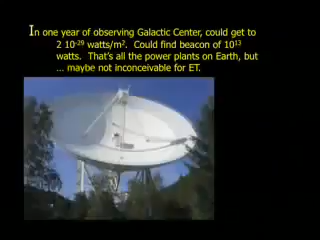 In one year of observing Galactic Center, could get to
2 10⁻²⁹ watts/m². Could find beacon of 10¹³
watts. That's all the power plants on Earth, but
… maybe not inconceivable for ET.